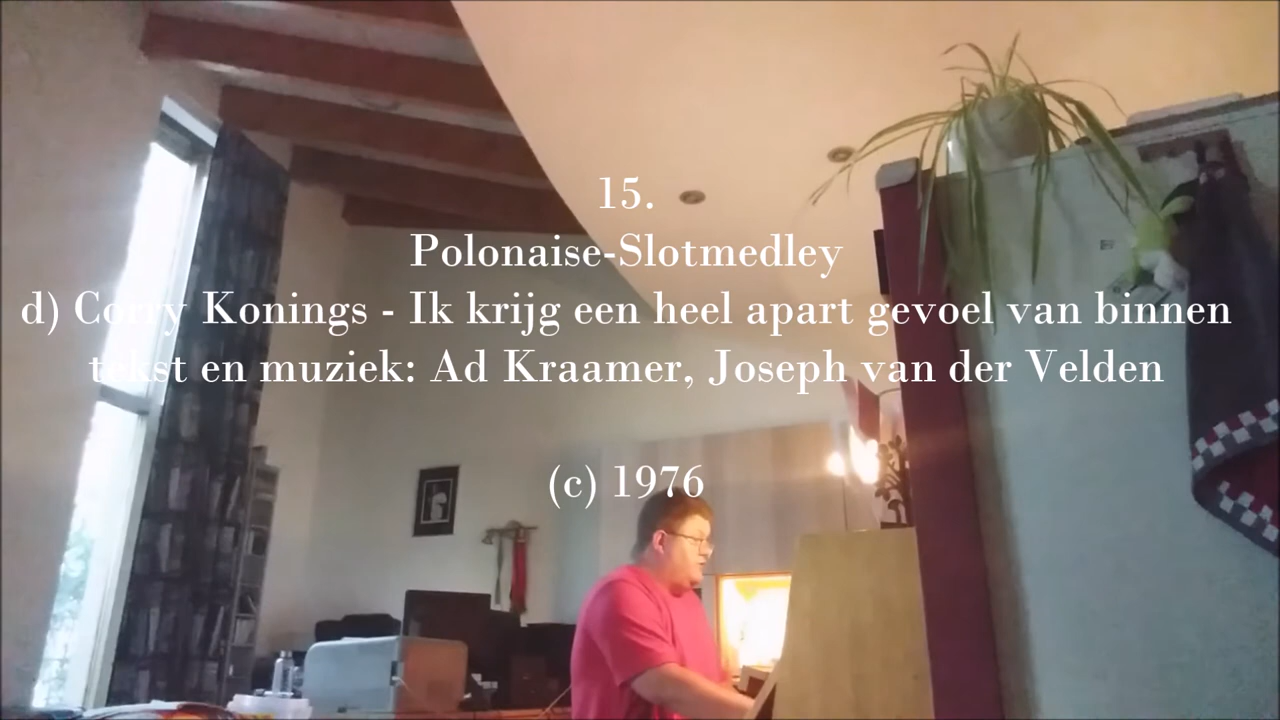 15.
Polonaise-Slotmedley
d) Corry Konings - Ik krijg een heel apart gevoel van binnen
tekst en muziek: Ad Kraamer, Joseph van der Velden
(c) 1976